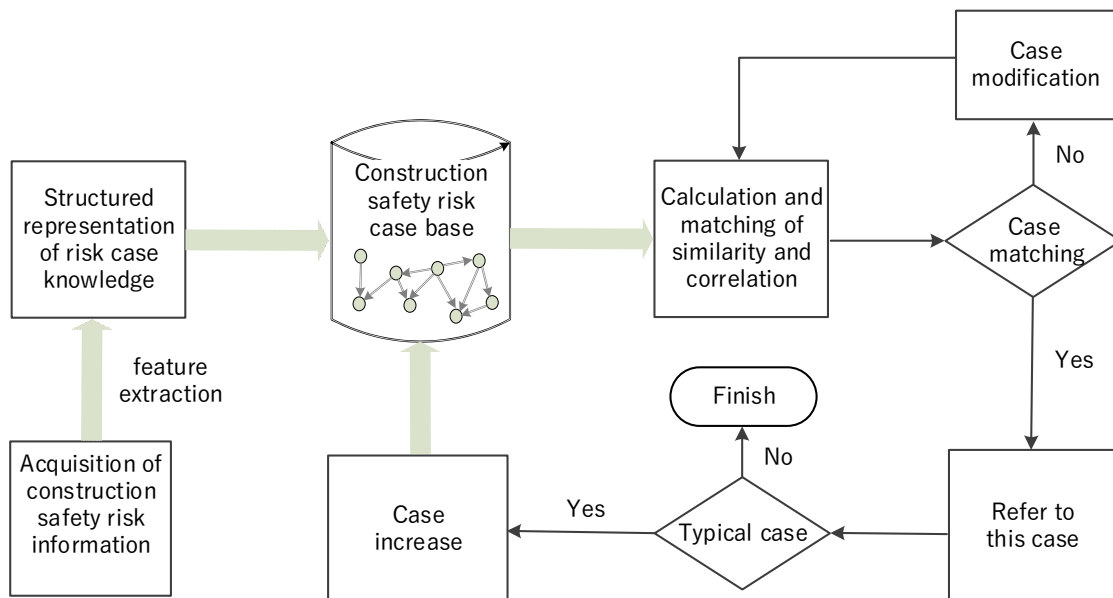 Case
modification
No
Structured
representation
of risk case
knowledge
Construction
safety risk
case base
Calculation and
matching of
similarity and
correlation
Case
matching
feature
extraction
Yes
Finish
No
Acquisition of
construction
safety risk
information
Case
increase
Yes
Typical case
Refer to
this case